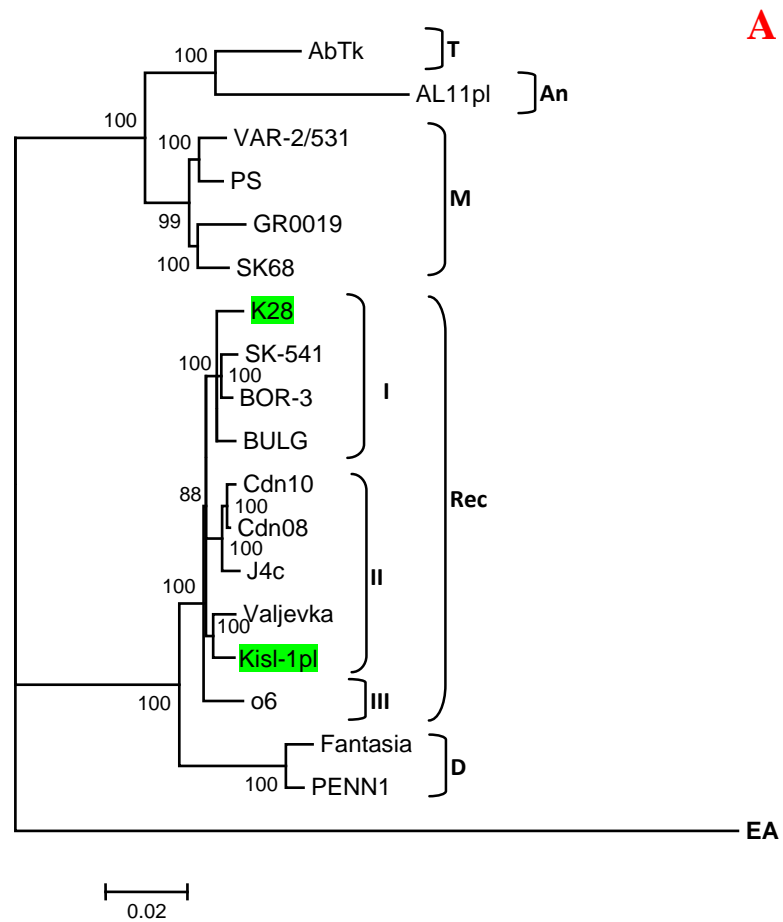 A
100
AbTk
T
AL11pl
An
100
100
VAR-2/531
PS
M
99
GR0019
100
SK68
K28
100
SK-541
100
BOR-3
I
BULG
88
Cdn10
Rec
100
Cdn08
100
II
J4c
100
Valjevka
100
Kisl-1pl
o6
III
100
Fantasia
D
100
PENN1
EA
0.02